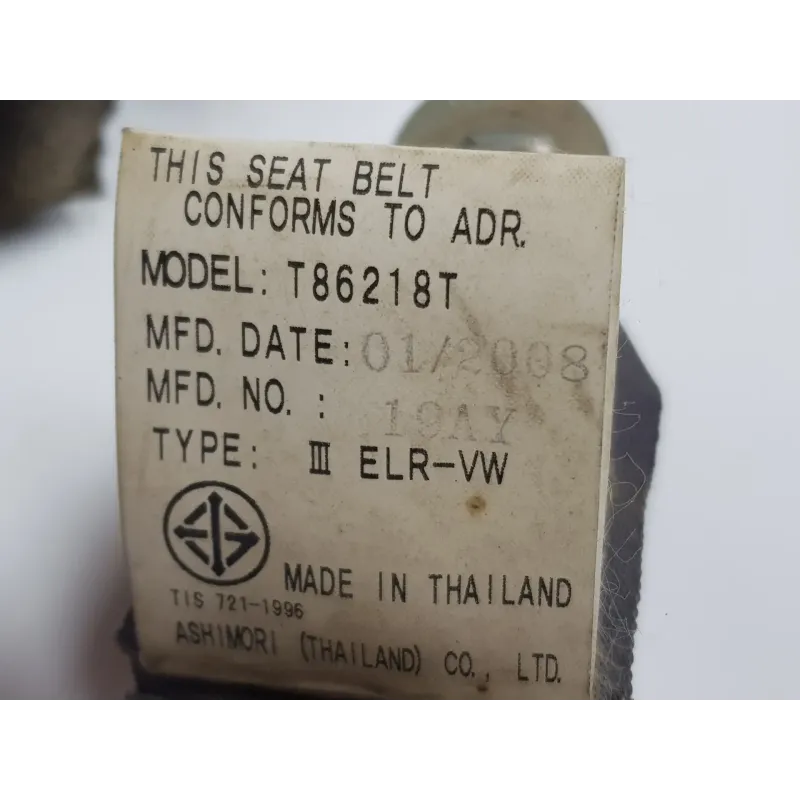 THIS SEAT BELT
CONFORMS TO ADR.
MODEL: T86218T
MFD. DATE: 01/2008
MFD. NO. : 19AY
TYPE: III ELR-VW
MADE IN THAILAND
TIS 721-1996
ASHIMORI (THAILAND) CO., LTD.